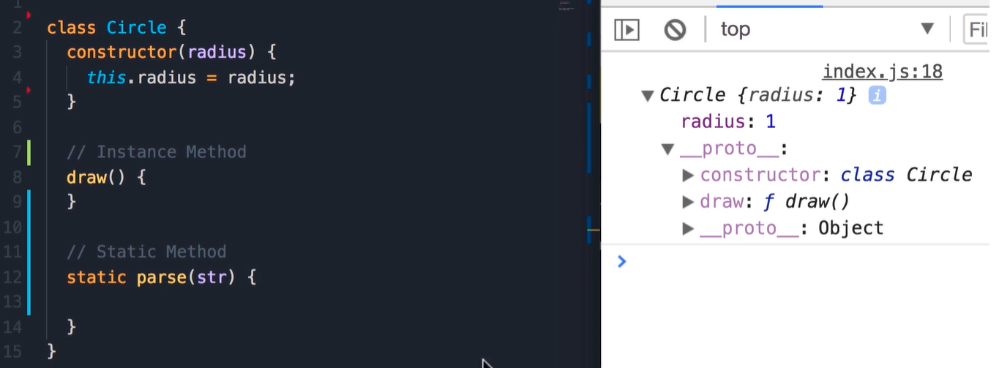 1
2 class Circle {
3 constructor(radius) {
4 this.radius = radius;
5 }
6
7 // Instance Method
8 draw() {
9 }
10
11 // Static Method
12 static parse(str) {
13
14 }
15 }
top
Fil
index.js:18
Circle {radius: 1} i
radius: 1
__proto__:
constructor: class Circle
draw: ƒ draw()
__proto__: Object